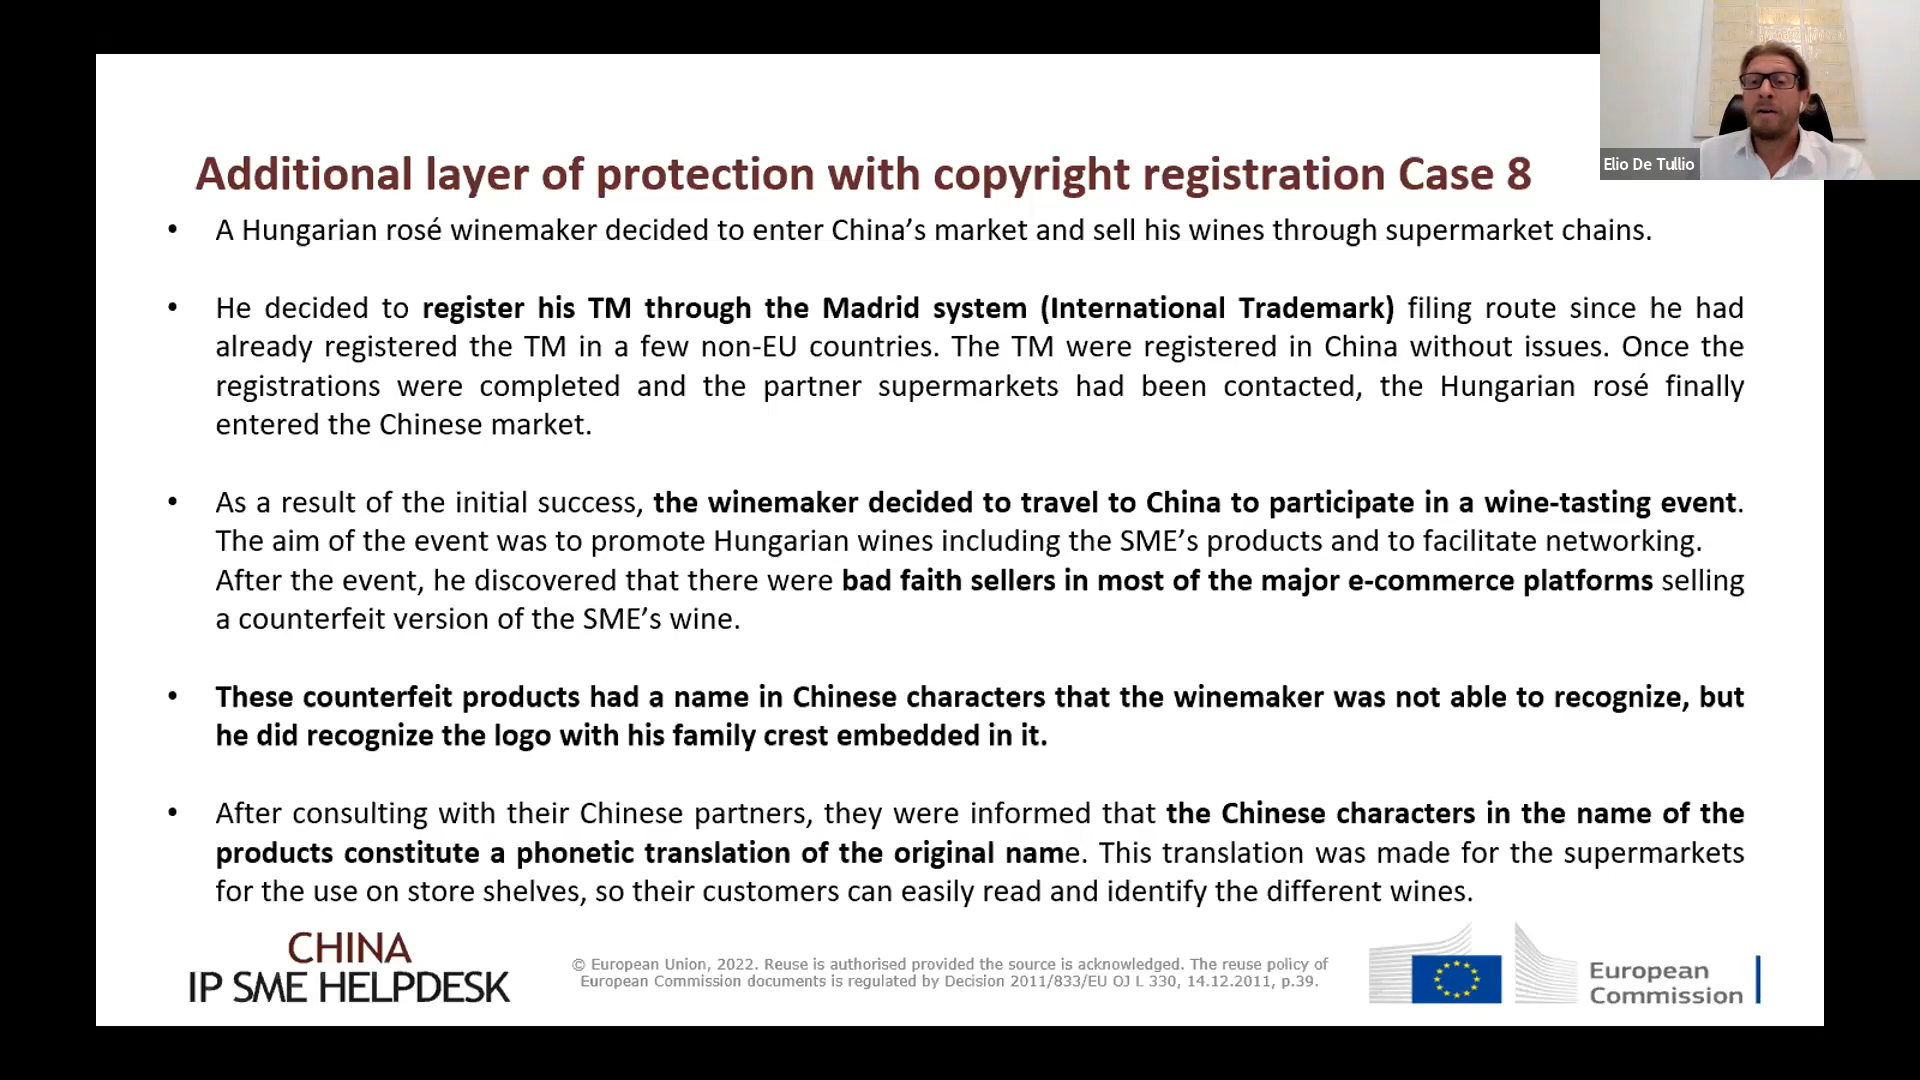 Elio De Tullio
Additional layer of protection with copyright registration Case 8
• A Hungarian rosé winemaker decided to enter China’s market and sell his wines through supermarket chains.
• He decided to register his TM through the Madrid system (International Trademark) filing route since he had
already registered the TM in a few non-EU countries. The TM were registered in China without issues. Once the
registrations were completed and the partner supermarkets had been contacted, the Hungarian rosé finally
entered the Chinese market.
• As a result of the initial success, the winemaker decided to travel to China to participate in a wine-tasting event.
The aim of the event was to promote Hungarian wines including the SME’s products and to facilitate networking.
After the event, he discovered that there were bad faith sellers in most of the major e-commerce platforms selling
a counterfeit version of the SME’s wine.
• These counterfeit products had a name in Chinese characters that the winemaker was not able to recognize, but
he did recognize the logo with his family crest embedded in it.
• After consulting with their Chinese partners, they were informed that the Chinese characters in the name of the
products constitute a phonetic translation of the original name. This translation was made for the supermarkets
for the use on store shelves, so their customers can easily read and identify the different wines.
CHINA
IP SME HELPDESK
© European Union, 2022. Reuse is authorised provided the source is acknowledged. The reuse policy of
European Commission documents is regulated by Decision 2011/833/EU OJ L 330, 14.12.2011, p.39.
European
Commission